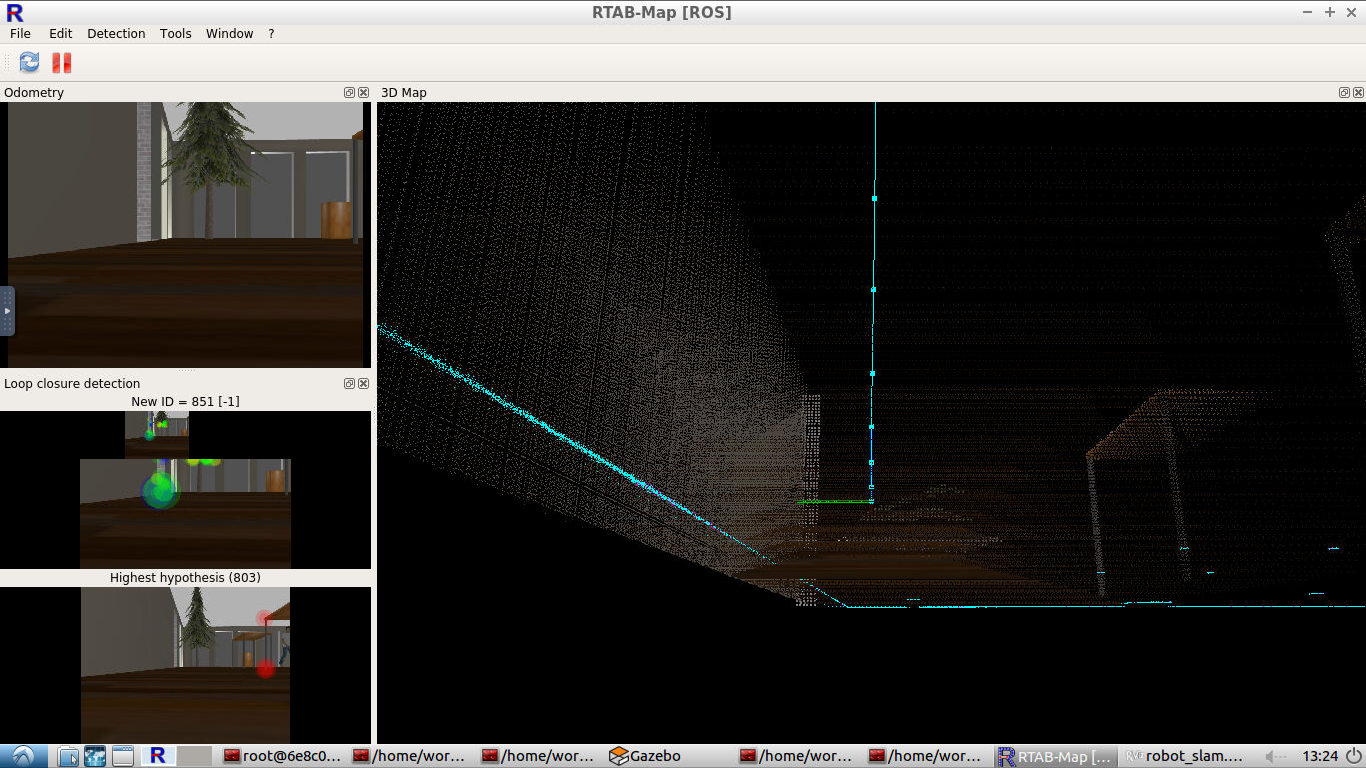 RTAB-Map [ROS]
File Edit Detection Tools Window ?
Odometry
3D Map
Loop closure detection
New ID = 851 [-1]
Highest hypothesis (803)
root@6e8c0... /home/wor... /home/wor... Gazebo /home/wor... /home/wor... RTAB-Map [... robot_slam.... 13:24